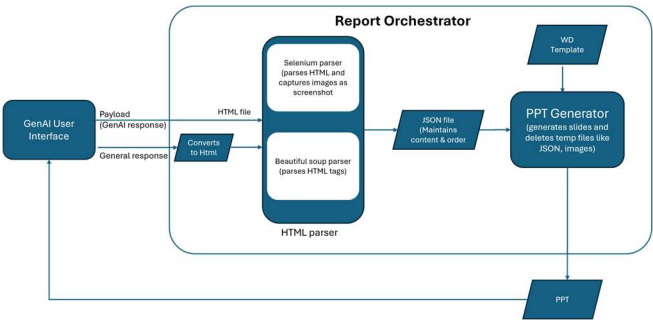 Report Orchestrator
WD
Template
Selenium parser
(parses HTML and
captures images as
screenshot
GenAI User
Interface
Payload
(GenAI response)
HTML file
General response
Converts
to Html
Beautiful soup parser
(parses HTML tags)
HTML parser
JSON file
(Maintains
content & order
PPT Generator
(generates slides and
deletes temp files like
JSON, images)
PPT